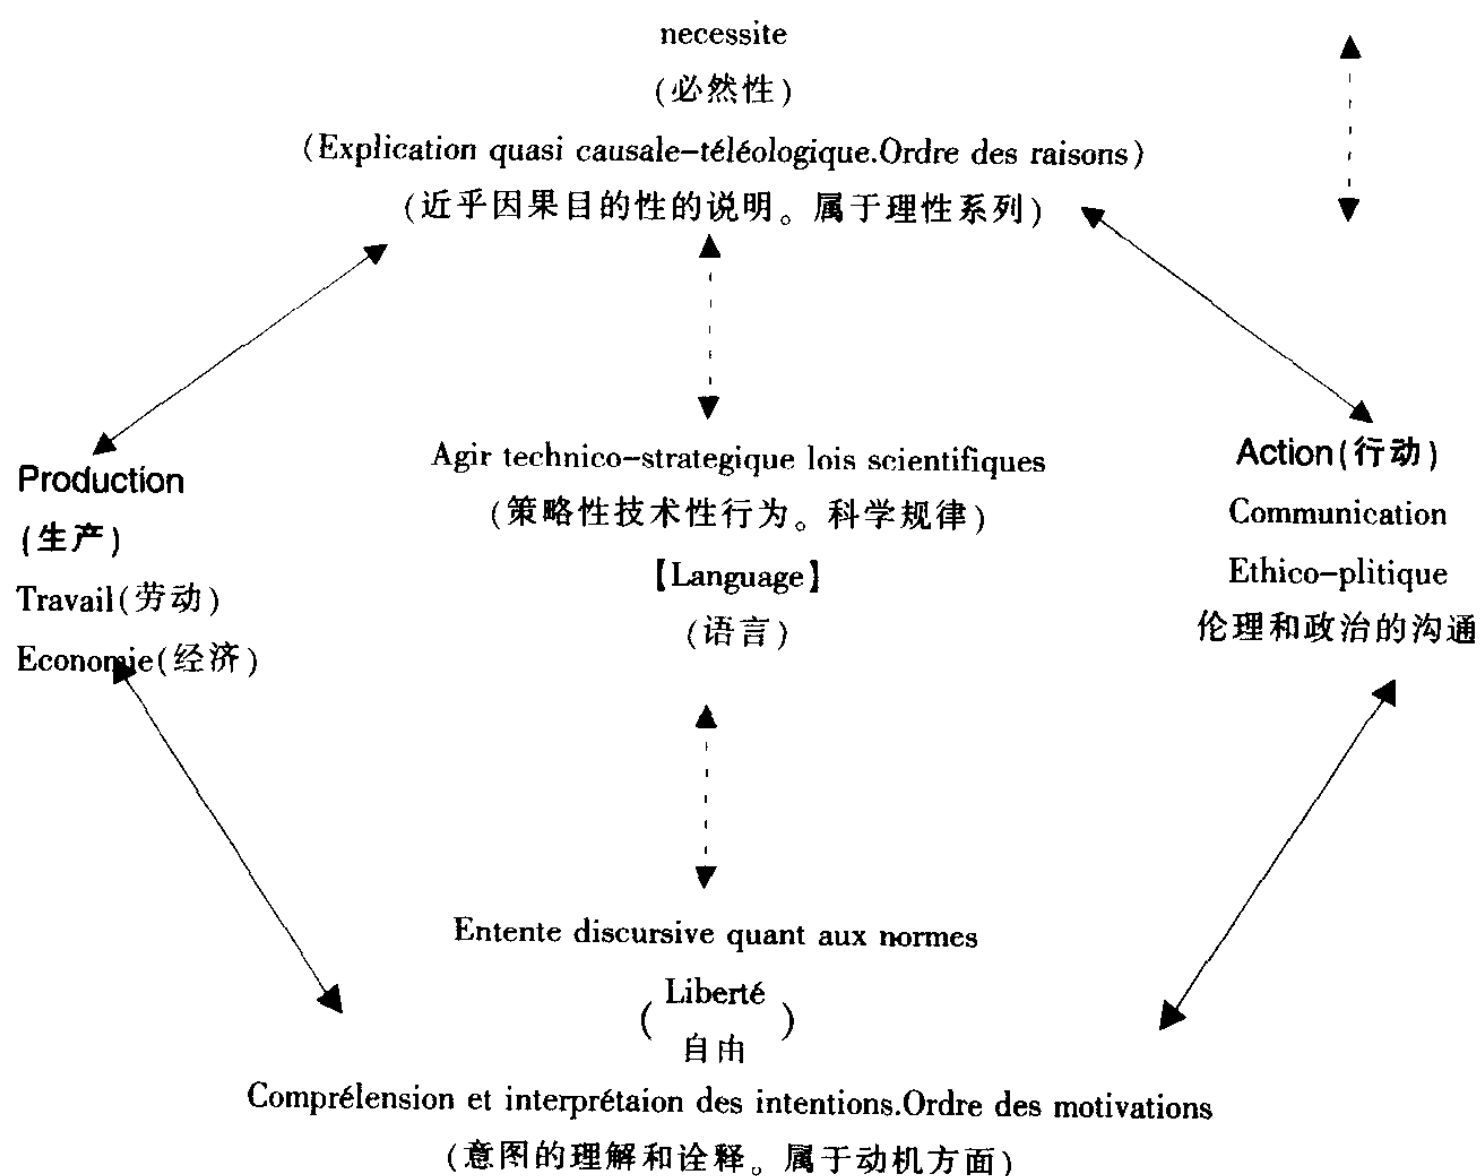 necessite
(必然性)
(Explication quasi causale-téléologique.Ordre des raisons)
(近乎因果目的性的说明。属于理性系列)
Production
(生产)
Travail(劳动)
Economie(经济)
Agir technico-strategique lois scientifiques
(策略性技术性行为。科学规律)
【Language】
(语言)
Action(行动)
Communication
Ethico-plitique
伦理和政治的沟通
Entente discursive quant aux normes
( Liberté )
自由
Comprélension et interprétaion des intentions.Ordre des motivations
(意图的理解和诠释。属于动机方面)